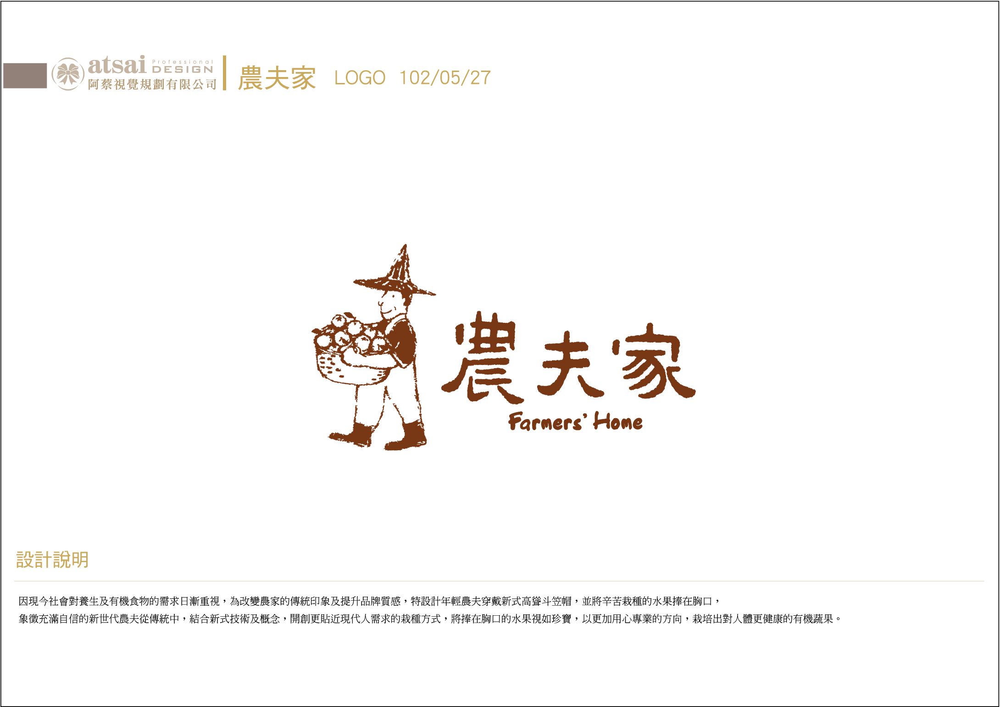 atsai Professional DESIGN
阿蔡視覺規劃有限公司
農夫家 LOGO 102/05/27
農夫家
Farmers' Home
設計說明
因現今社會對養生及有機食物的需求日漸重視，為改變農家的傳統印象及提升品牌質感，特設計年輕農夫穿戴新式高聳斗笠帽，並將辛苦栽種的水果捧在胸口，
象徵充滿自信的新世代農夫從傳統中，結合新式技術及概念，開創更貼近現代人需求的栽種方式，將捧在胸口的水果視如珍寶，以更加用心專業的方向，栽培出對人體更健康的有機蔬果。